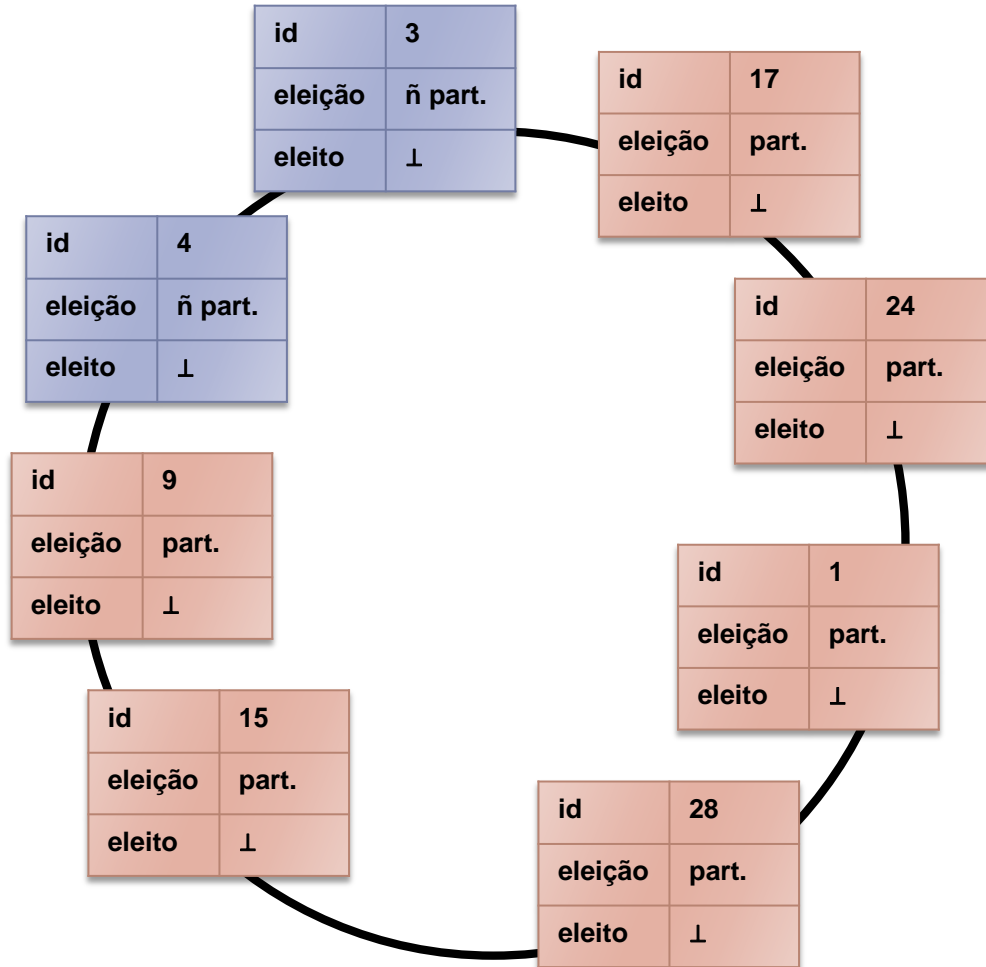 id 3
eleição ñ part.
eleito ⊥
id 17
eleição part.
eleito ⊥
id 4
eleição ñ part.
eleito ⊥
id 24
eleição part.
eleito ⊥
id 9
eleição part.
eleito ⊥
id 1
eleição part.
eleito ⊥
id 15
eleição part.
eleito ⊥
id 28
eleição part.
eleito ⊥